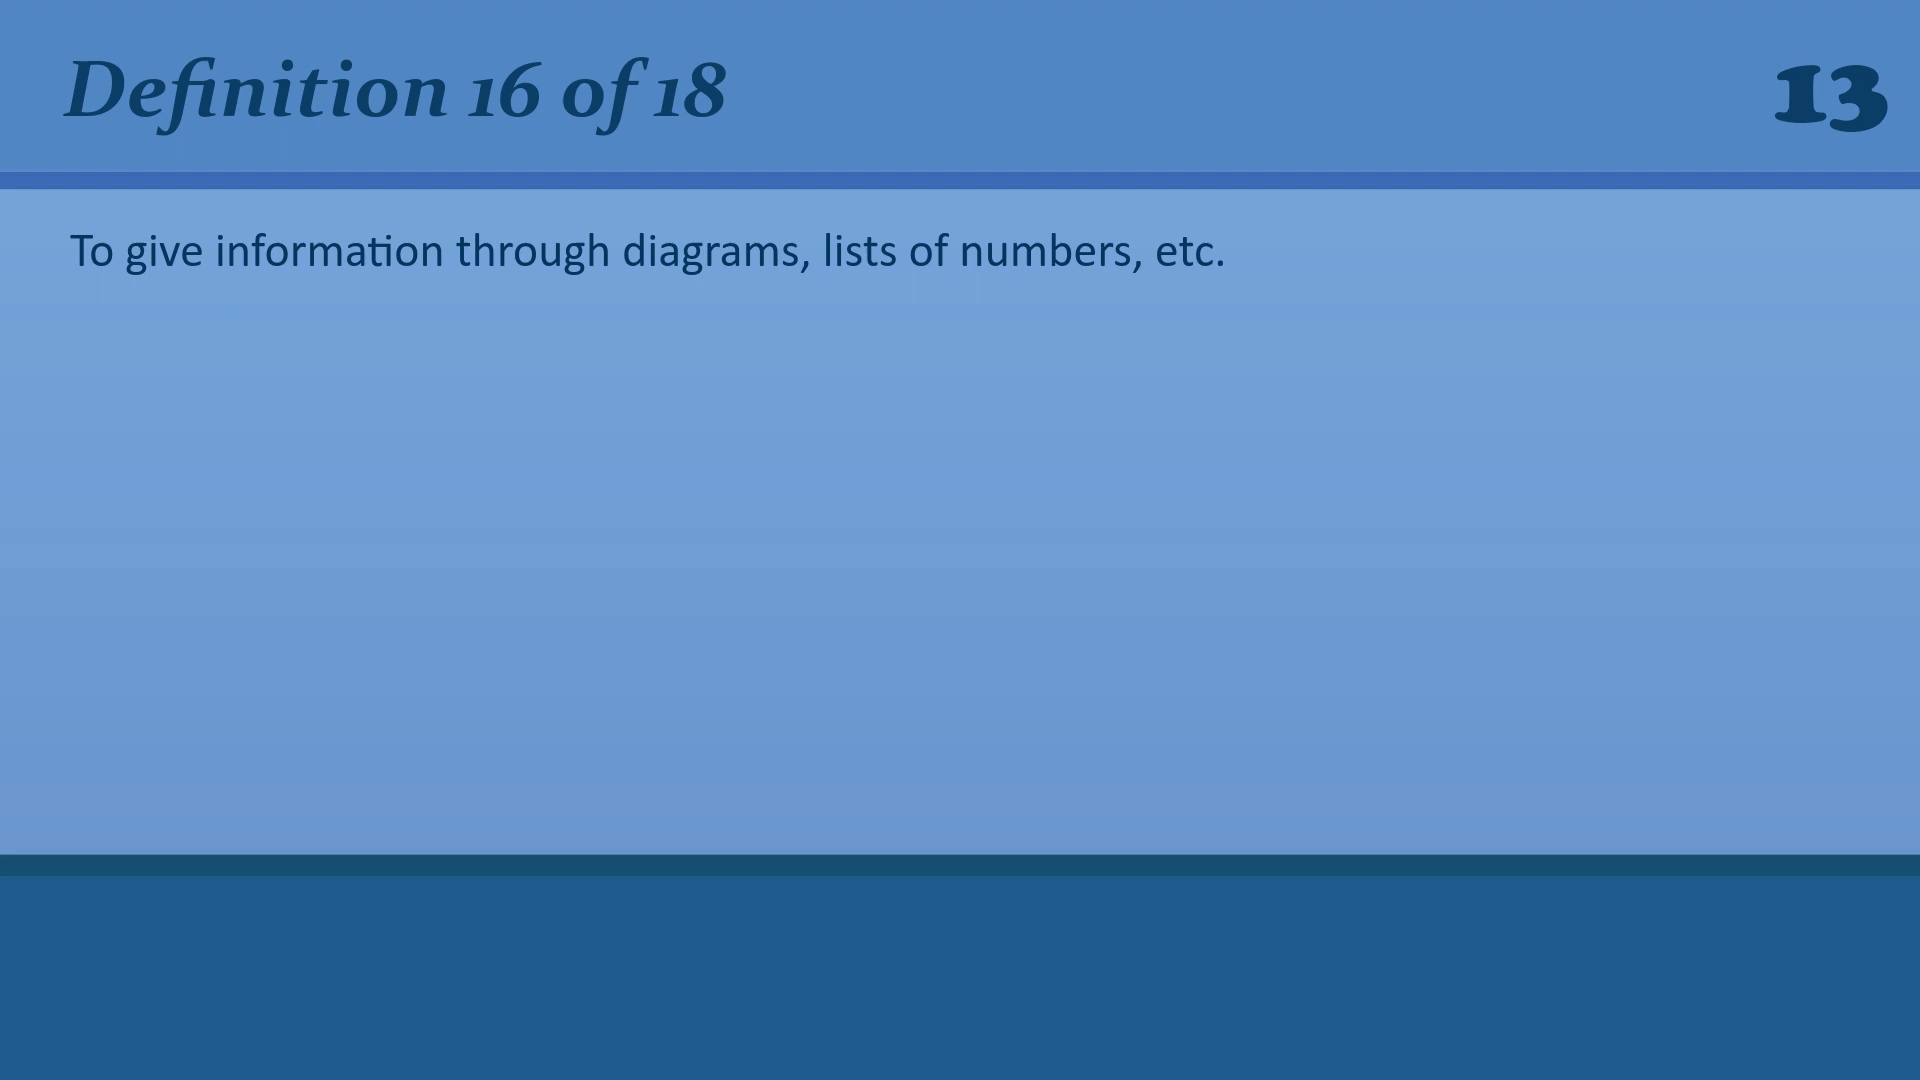 Definition 16 of 18
13
To give information through diagrams, lists of numbers, etc.